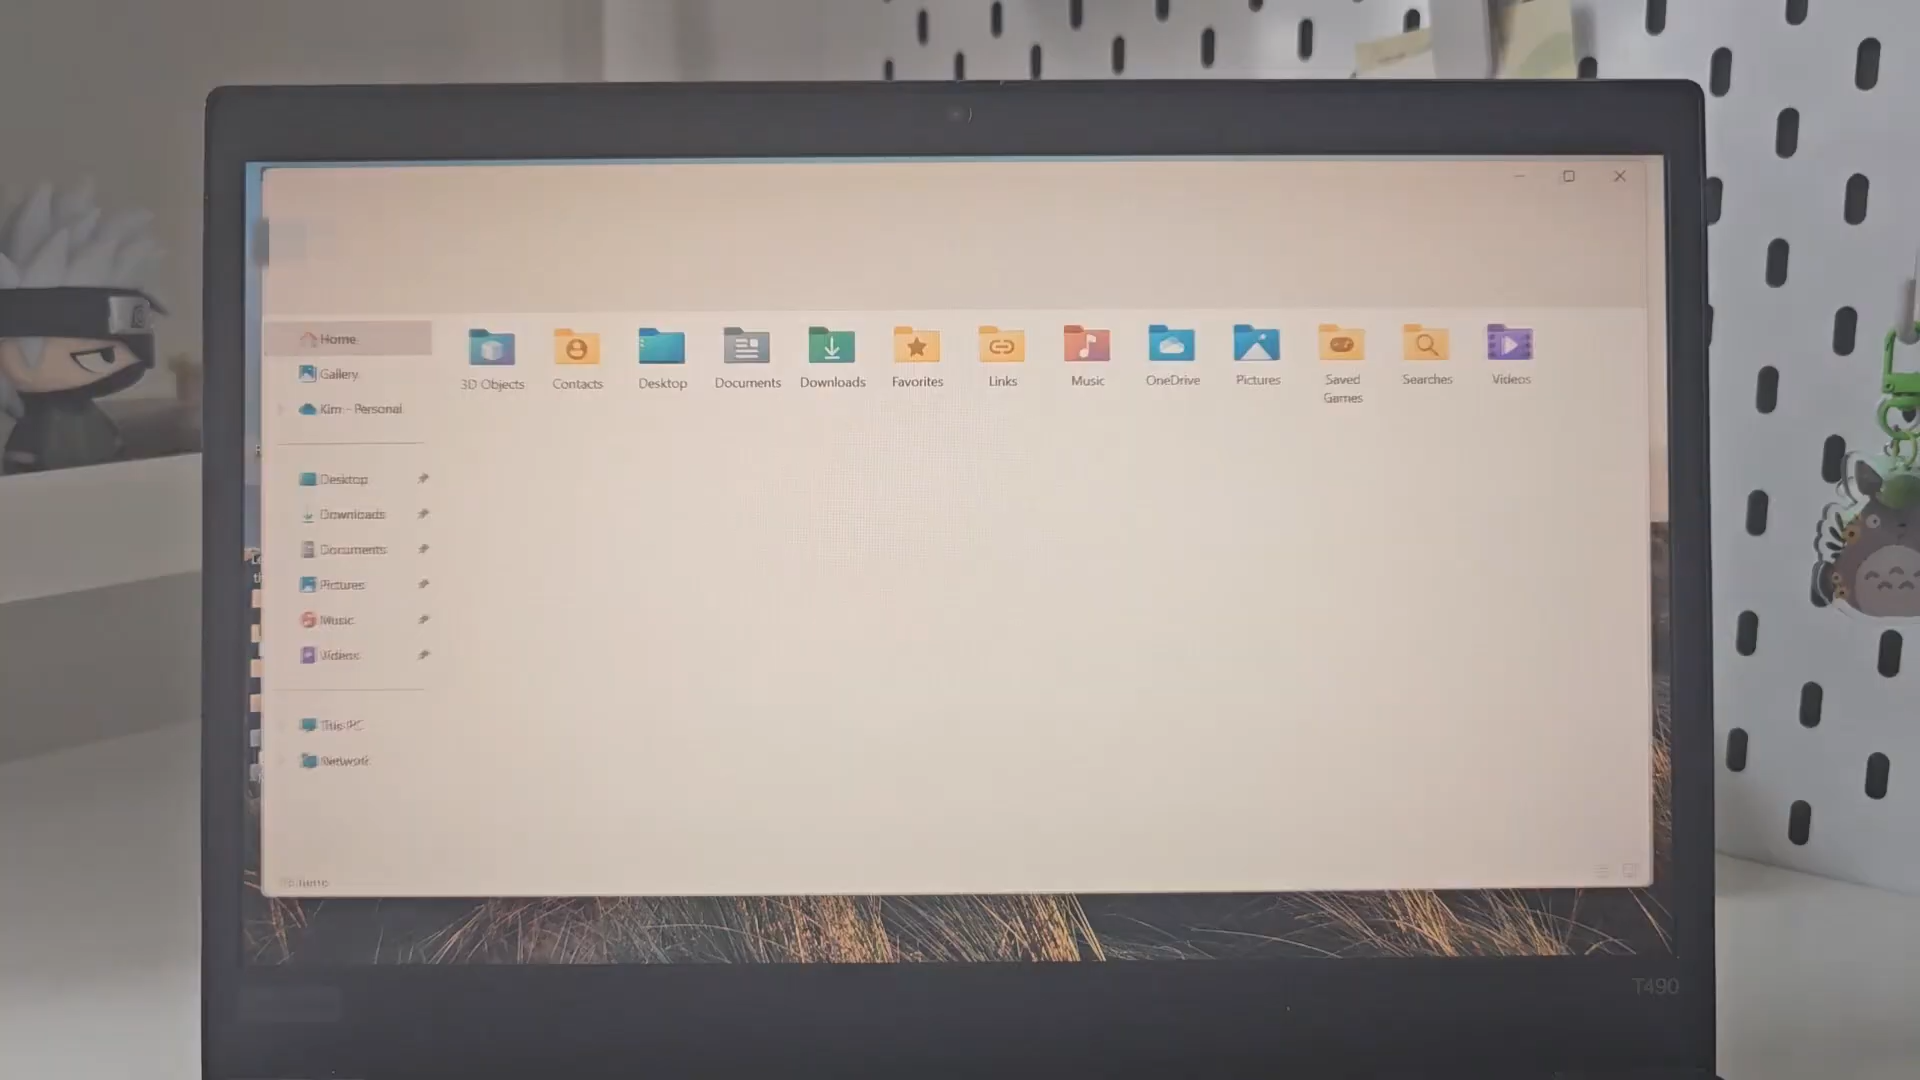 Home
Gallery
Kim - Personal
Desktop
Downloads
Documents
Pictures
Music
Videos
This PC
Network
3D Objects
Contacts
Desktop
Documents
Downloads
Favorites
Links
Music
OneDrive
Pictures
Saved
Games
Searches
Videos
T490